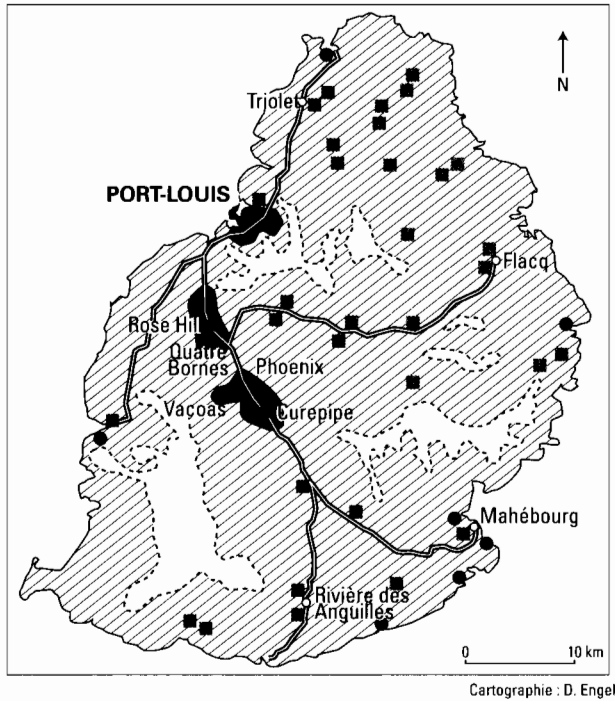 N
Triolet
PORT-LOUIS
Flacq
Rose Hill
Quatre
Bornes
Phoenix
Vacoas
Curepipe
Mahébourg
Rivière des
Anguilles
0 10 km
Cartographie : D. Engel